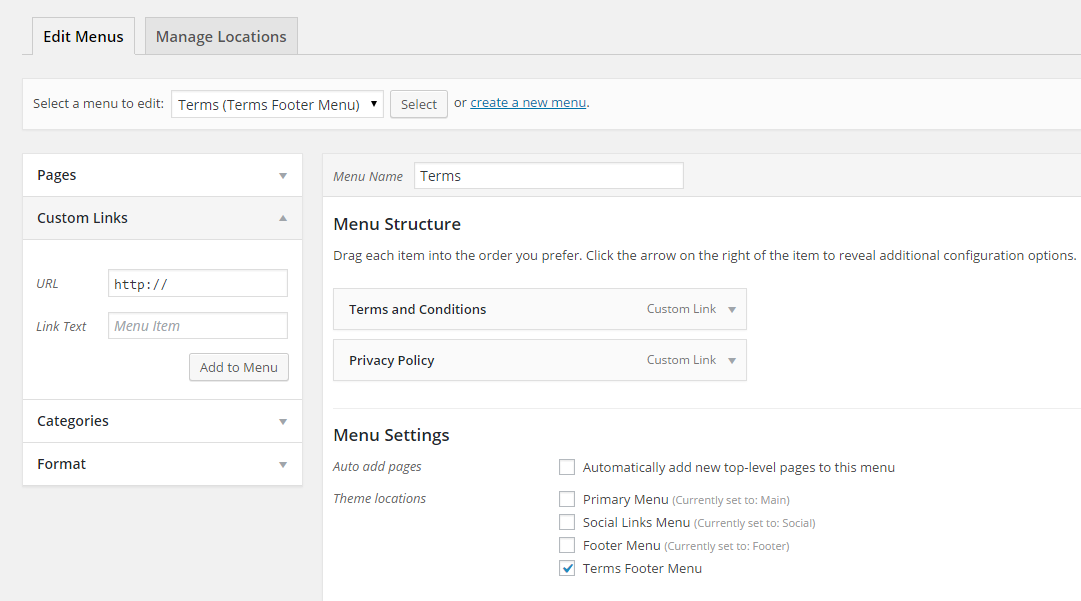 Edit Menus Manage Locations
Select a menu to edit: Terms (Terms Footer Menu) Select or create a new menu.
Pages
Custom Links
URL http://
Link Text Menu Item
Add to Menu
Categories
Format
Menu Name Terms
Menu Structure
Drag each item into the order you prefer. Click the arrow on the right of the item to reveal additional configuration options.
Terms and Conditions Custom Link
Privacy Policy Custom Link
Menu Settings
Auto add pages Automatically add new top-level pages to this menu
Theme locations Primary Menu (Currently set to: Main)
Social Links Menu (Currently set to: Social)
Footer Menu (Currently set to: Footer)
Terms Footer Menu